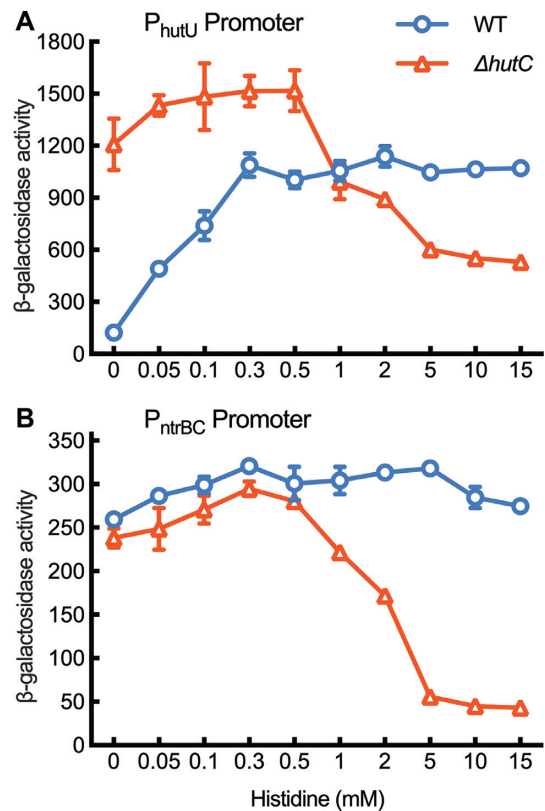 A
P_hutU Promoter
WT
ΔhutC
β-galactosidase activity
1800
1500
1200
900
600
300
0
0 0.05 0.1 0.3 0.5 1 2 5 10 15
B
P_ntrBC Promoter
β-galactosidase activity
350
300
250
200
150
100
50
0
0 0.05 0.1 0.3 0.5 1 2 5 10 15
Histidine (mM)